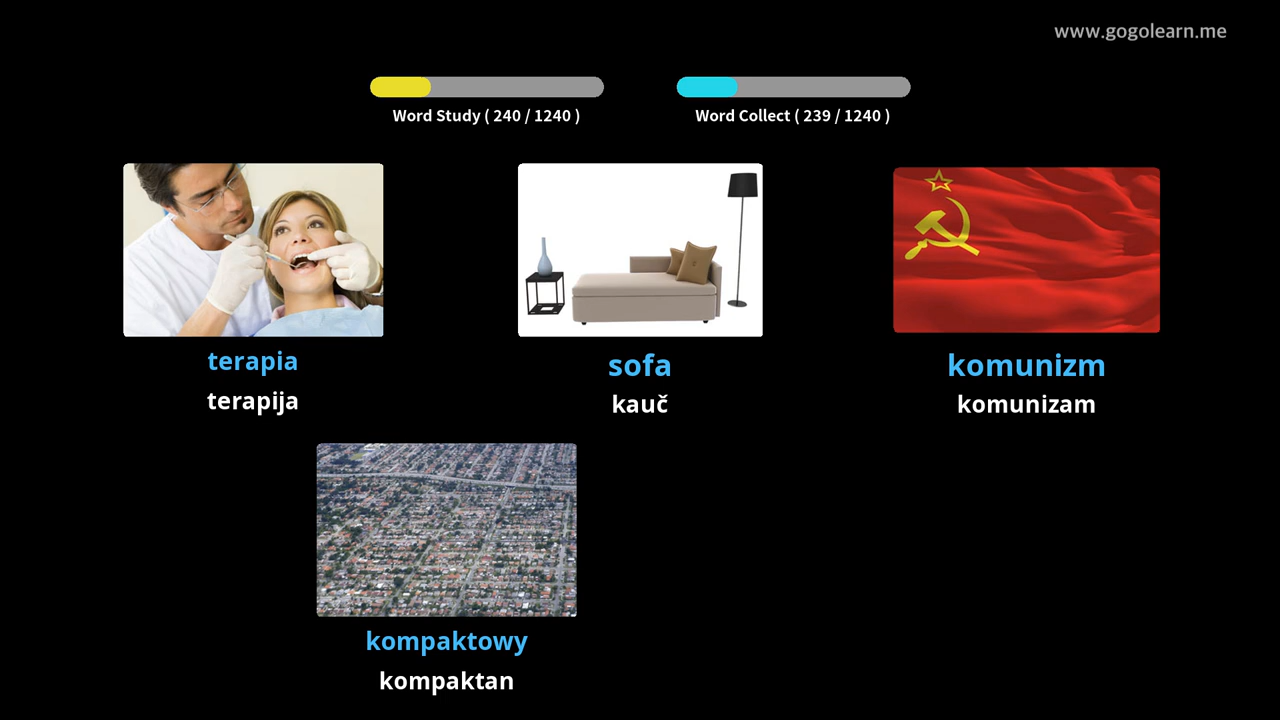 www.gogolearn.me
Word Study ( 240 / 1240 )
Word Collect ( 239 / 1240 )
terapia
terapija
sofa
kauč
komunizm
komunizam
kompaktowy
kompaktan